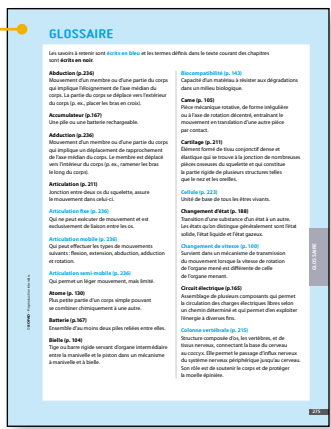 GLOSSAIRE
Les savoirs à retenir sont écrits en bleu et les termes définis dans le texte courant des chapitres
sont écrits en noir.
Abduction (p.236)
Mouvement d'un membre ou d'une partie du corps
qui implique l'éloignement de l'axe médian du
corps. La partie du corps se déplace vers l'extérieur
du corps (p. ex., placer les bras en croix).
Accumulateur (p.167)
Une pile ou une batterie rechargeable.
Adduction (p.236)
Mouvement d'un membre ou d'une partie du corps
qui implique un déplacement de rapprochement
de l'axe médian du corps. Le membre est déplacé
vers l'intérieur du corps (p. ex., ramener les bras
le long du corps).
Articulation (p. 211)
Jonction entre deux os du squelette, assure
le mouvement dans celui-ci.
Articulation fixe (p. 236)
Qui ne peut exécuter de mouvement et est
exclusivement de liaison entre les os.
Articulation mobile (p. 236)
Qui peut effectuer les types de mouvements
suivants : flexion, extension, abduction, adduction
et rotation.
Articulation semi-mobile (p. 236)
Qui permet un léger mouvement, mais limité.
Atome (p. 130)
Plus petite partie d'un corps simple pouvant
se combiner chimiquement à une autre.
Batterie (p.167)
Ensemble d'au moins deux piles reliées entre elles.
Bielle (p. 104)
Tige ou barre rigide servant d'organe intermédiaire
entre la manivelle et le piston dans un mécanisme
à manivelle et à bielle.
Biocompatibilité (p. 143)
Capacité d'un matériau à résister aux dégradations
dans un milieu biologique.
Came (p. 105)
Pièce mécanique rotative, de forme irrégulière
ou à l'axe de rotation décentré, entraînant le
mouvement en translation d'une autre pièce
par contact.
Cartilage (p. 211)
Élément formé de tissu conjonctif dense et
élastique qui se trouve à la jonction de nombreuses
pièces osseuses du squelette et qui constitue
la partie rigide de plusieurs structures telles
que le nez et les oreilles.
Cellule (p. 223)
Unité de base de tous les êtres vivants.
Changement d'état (p. 188)
Transition d'une substance d'un état à un autre.
Les états qu'on distingue généralement sont l'état
solide, l'état liquide et l'état gazeux.
Changement de vitesse (p. 100)
Survient dans un mécanisme de transmission
du mouvement lorsque la vitesse de rotation
de l'organe mené est différente de celle
de l'organe menant.
Circuit électrique (p.165)
Assemblage de plusieurs composants qui permet
la circulation des charges électriques libres selon
un chemin déterminé et qui permet d'en exploiter
l'énergie à diverses fins.
Colonne vertébrale (p. 215)
Structure composée d'os, les vertèbres, et de
tissus nerveux, connectant la base du cerveau
au coccyx. Elle permet le passage d'influx nerveux
du système nerveux périphérique jusqu'au cerveau.
Son rôle est de soutenir le corps et de protéger
la moelle épinière.
GLOSSAIRE
275